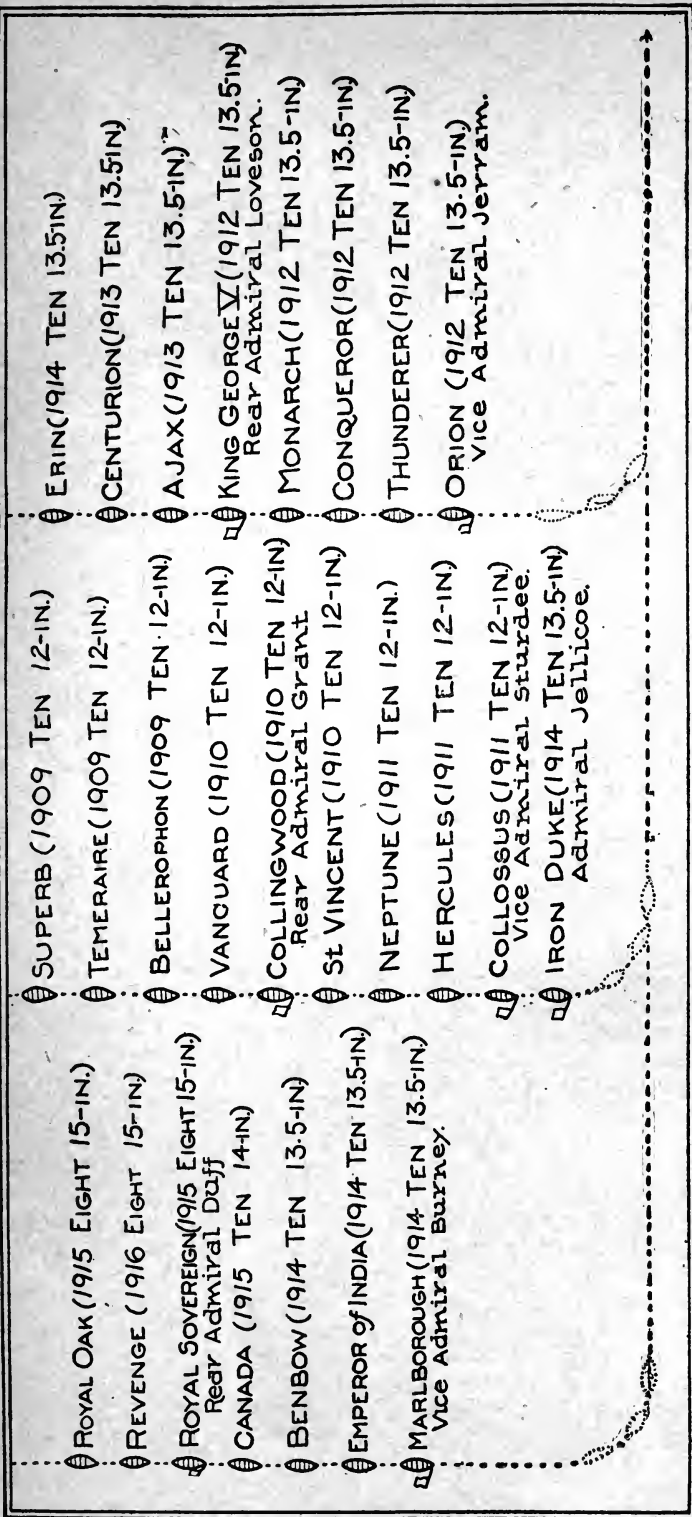 ROYAL OAK (1915 EIGHT 15-IN.)
REVENGE (1916 EIGHT 15-IN.)
ROYAL SOVEREIGN (1915 EIGHT 15-IN.)
Rear Admiral Duff
CANADA (1915 TEN 14-IN.)
BENBOW (1914 TEN 13.5-IN.)
EMPEROR of INDIA (1914 TEN 13.5-IN.)
MARLBOROUGH (1914 TEN 13.5-IN.)
Vice Admiral Burney.
SUPERB (1909 TEN 12-IN.)
TEMERAIRE (1909 TEN 12-IN.)
BELLEROPHON (1909 TEN 12-IN.)
VANGUARD (1910 TEN 12-IN.)
COLLINGWOOD (1910 TEN 12-IN)
Rear Admiral Grant
St VINCENT (1910 TEN 12-IN)
NEPTUNE (1911 TEN 12-IN.)
HERCULES (1911 TEN 12-IN)
COLLOSSUS (1911 TEN 12-IN.)
Vice Admiral Sturdee.
IRON DUKE (1914 TEN 13.5-IN)
Admiral Jellicoe.
ERIN (1914 TEN 13.5-IN.)
CENTURION (1913 TEN 13.5-IN)
AJAX (1913 TEN 13.5-IN.)
KING GEORGE V (1912 TEN 13.5-IN)
Rear Admiral Loveson.
MONARCH (1912 TEN 13.5-IN)
CONQUEROR (1912 TEN 13.5-IN)
THUNDERER (1912 TEN 13.5-IN)
ORION (1912 TEN 13.5-IN.)
Vice Admiral Jerram.